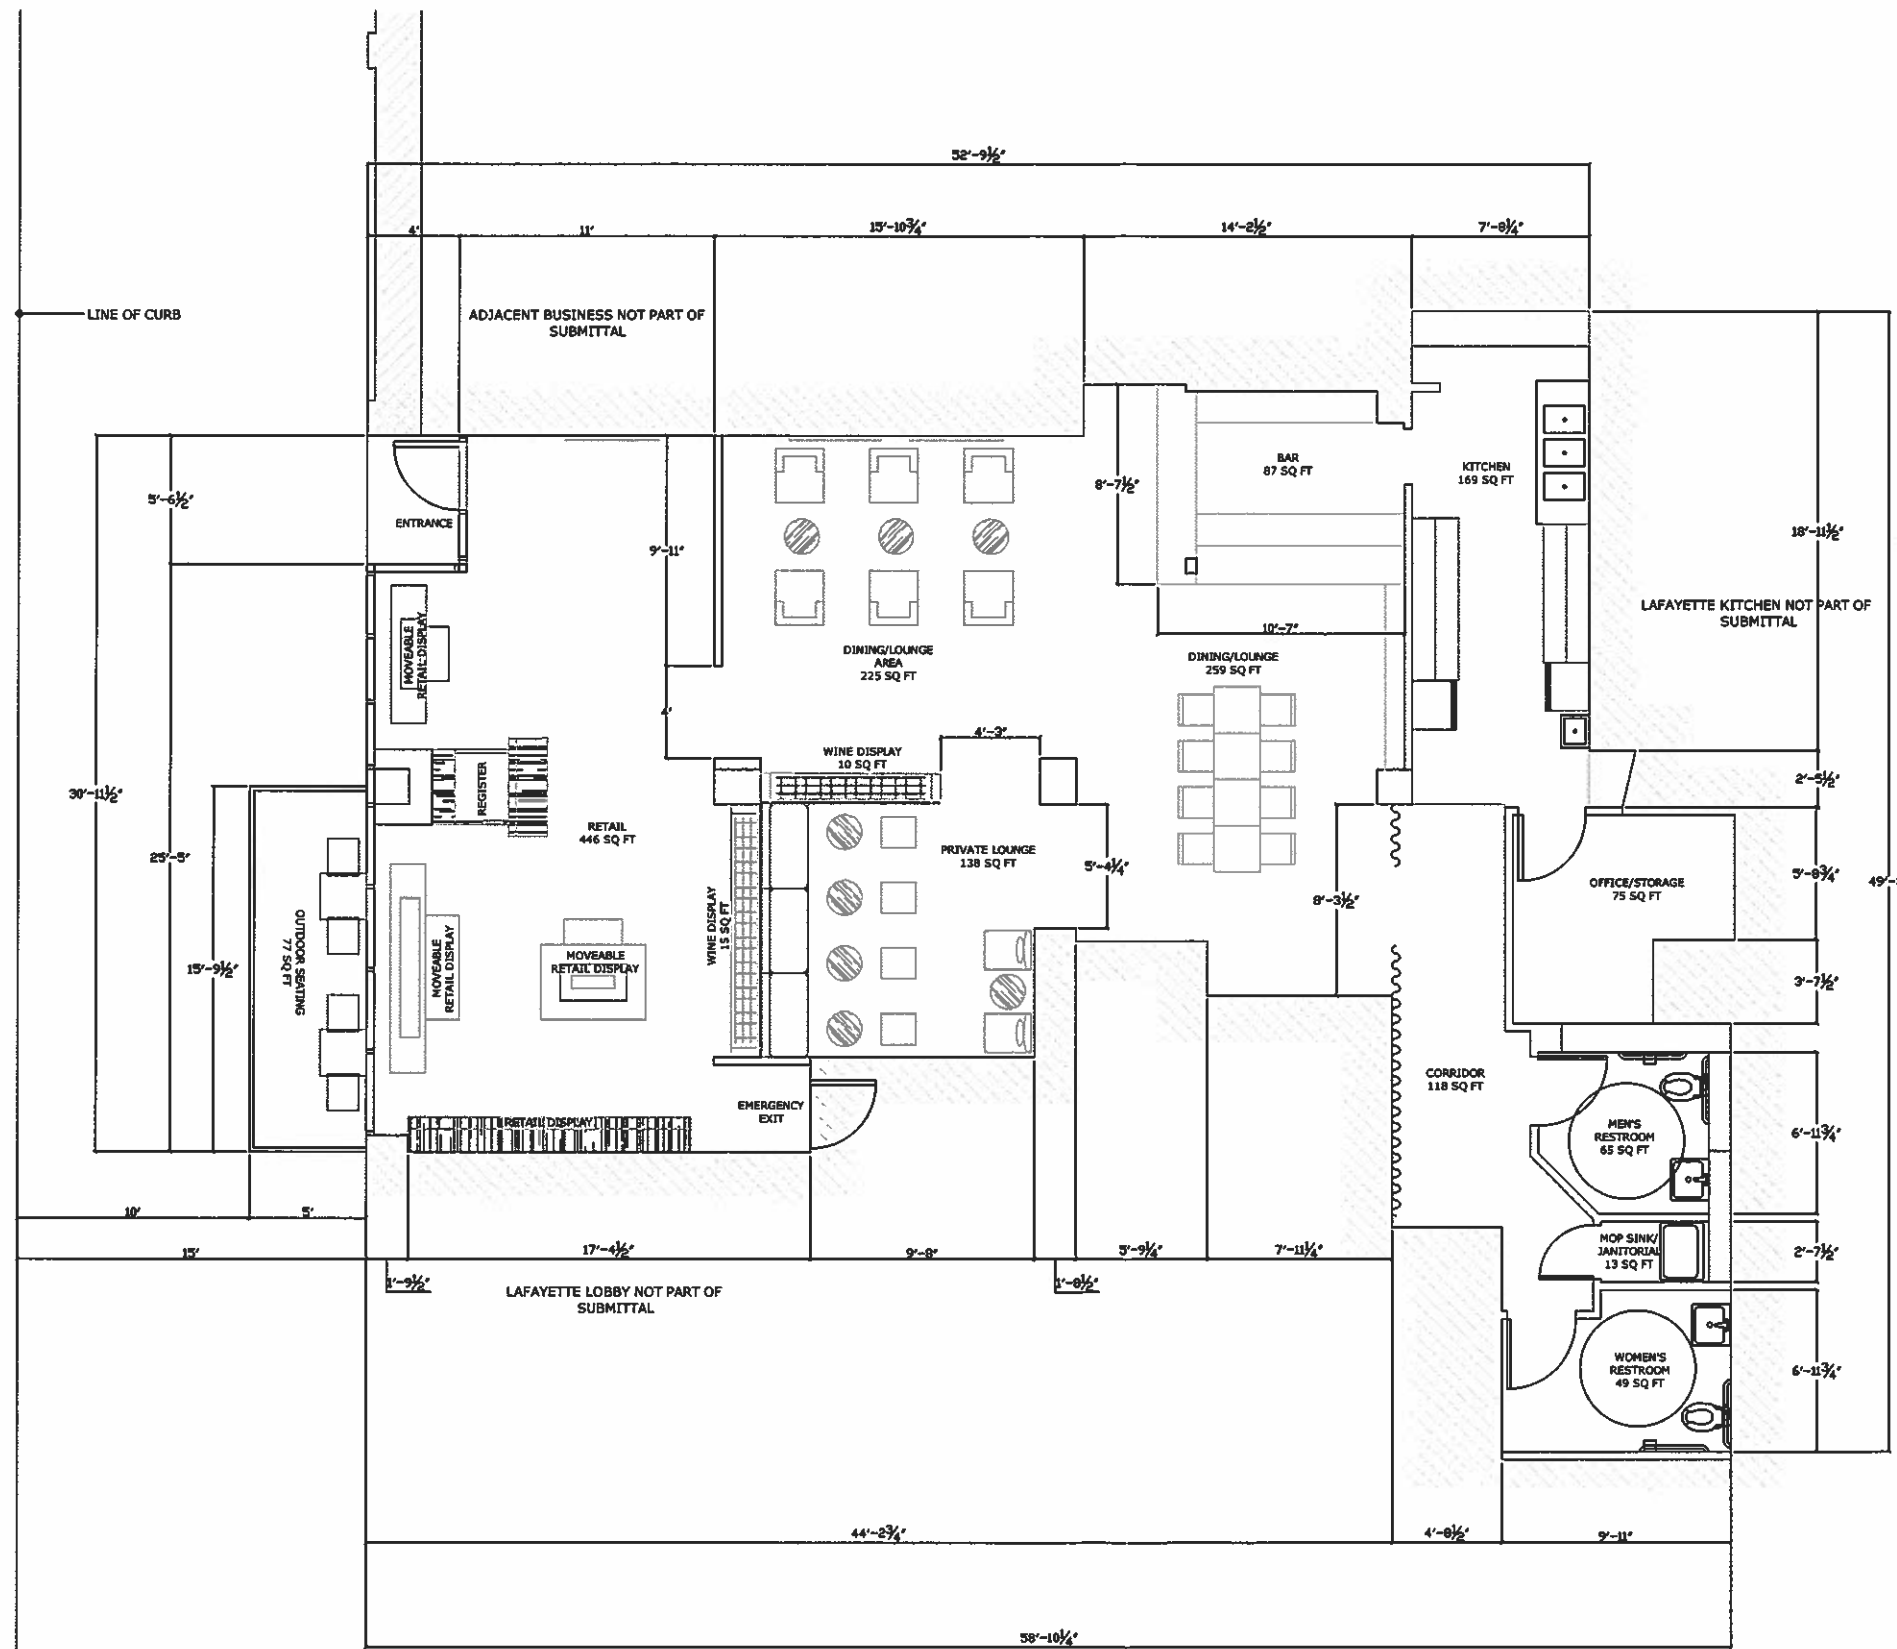 52'-9½"
4'
11'
15'-10¾"
14'-2½"
7'-8¼"
LINE OF CURB
ADJACENT BUSINESS NOT PART OF
SUBMITTAL
BAR
87 SQ FT
KITCHEN
169 SQ FT
5'-6½"
ENTRANCE
9'-11"
8'-7½"
18'-11½"
LAFAYETTE KITCHEN NOT PART OF
SUBMITTAL
MOVEABLE
RETAIL DISPLAY
DINING/LOUNGE
AREA
225 SQ FT
10'-7"
DINING/LOUNGE
259 SQ FT
4'
4'-3"
WINE DISPLAY
10 SQ FT
REGISTER
2'-5½"
30'-11½"
RETAIL
446 SQ FT
25'-5"
PRIVATE LOUNGE
138 SQ FT
5'-4¼"
8'-3½"
OFFICE/STORAGE
75 SQ FT
5'-8¾"
49'-
WINE DISPLAY
15 SQ FT
OUTDOOR SEATING
77 SQ FT
15'-9½"
MOVEABLE
RETAIL DISPLAY
MOVEABLE
RETAIL DISPLAY
3'-7½"
CORRIDOR
118 SQ FT
EMERGENCY
EXIT
RETAIL DISPLAY
MEN'S
RESTROOM
65 SQ FT
6'-11¾"
10'
5'
15'
17'-4½"
9'-8"
5'-9¼"
7'-11¼"
MOP SINK/
JANITORIAL
13 SQ FT
2'-7½"
1'-9½"
1'-8½"
LAFAYETTE LOBBY NOT PART OF
SUBMITTAL
WOMEN'S
RESTROOM
49 SQ FT
6'-11¾"
44'-2¾"
4'-8½"
9'-11"
58'-10¼"